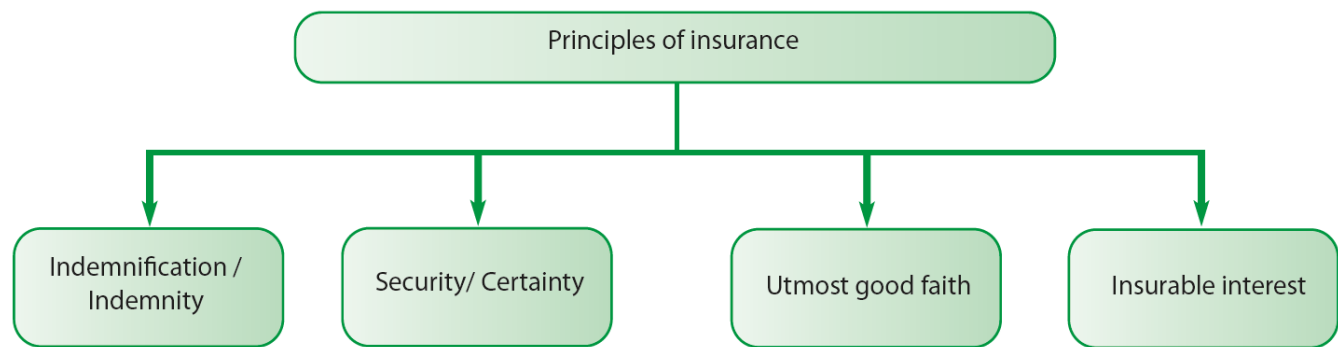 Principles of insurance
Indemnification /
Indemnity
Security/ Certainty
Utmost good faith
Insurable interest